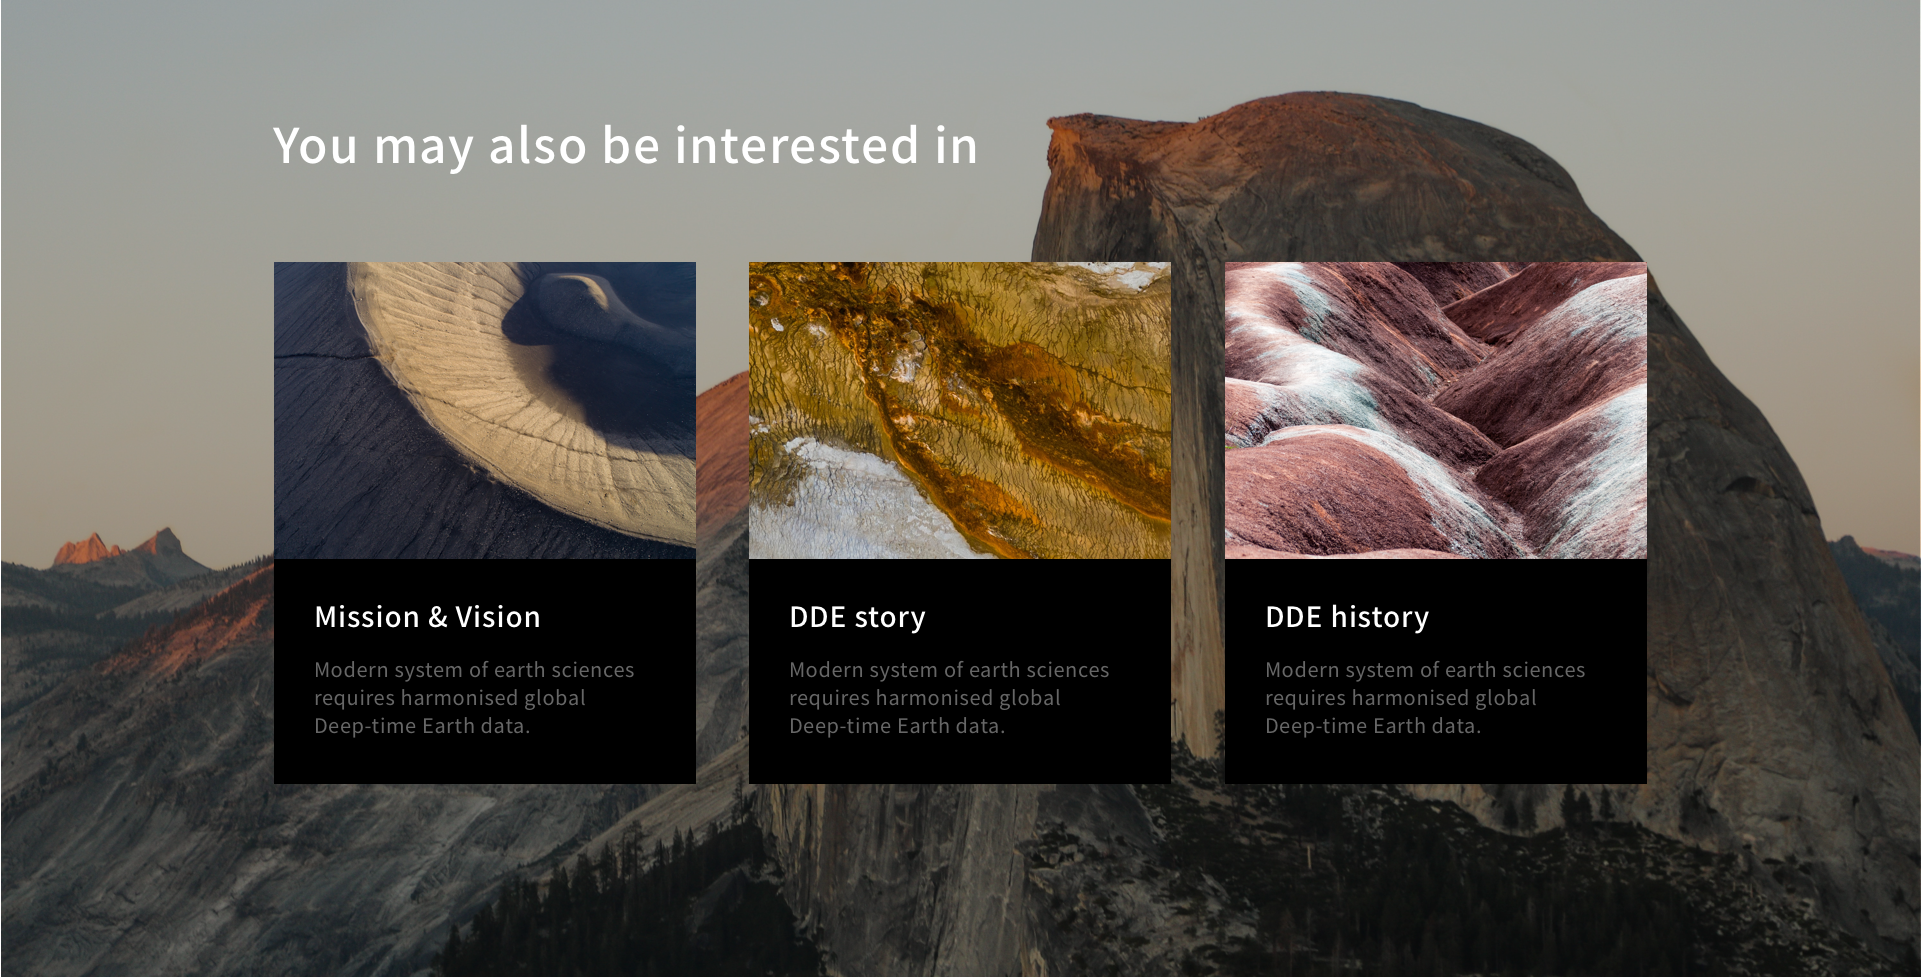 You may also be interested in
Mission & Vision
Modern system of earth sciences
requires harmonised global
Deep-time Earth data.
DDE story
Modern system of earth sciences
requires harmonised global
Deep-time Earth data.
DDE history
Modern system of earth sciences
requires harmonised global
Deep-time Earth data.